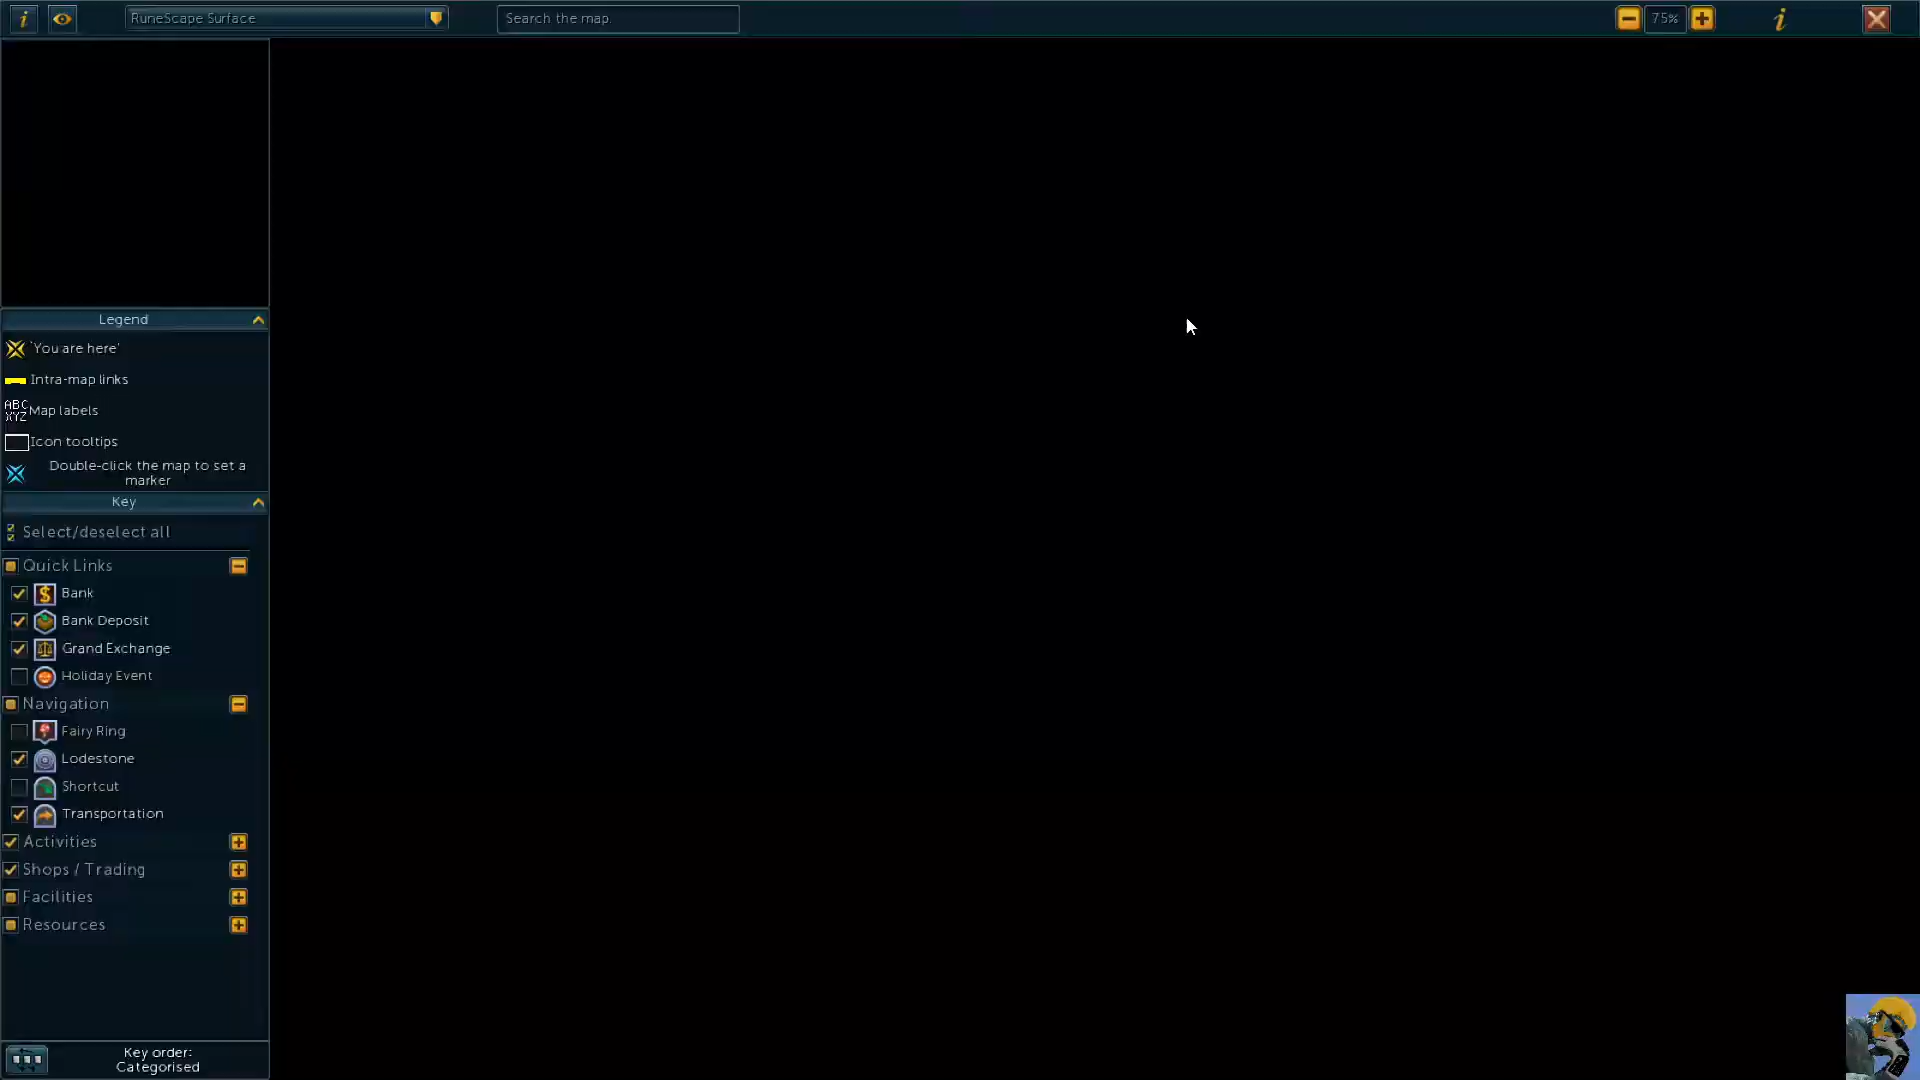 RuneScape Surface
Search the map.
75%
Legend
'You are here'
Intra-map links
ABC
XYZ
Map labels
Icon tooltips
Double-click the map to set a
marker
Key
Select/deselect all
Quick Links
Bank
Bank Deposit
Grand Exchange
Holiday Event
Navigation
Fairy Ring
Lodestone
Shortcut
Transportation
Activities
Shops / Trading
Facilities
Resources
Key order:
Categorised